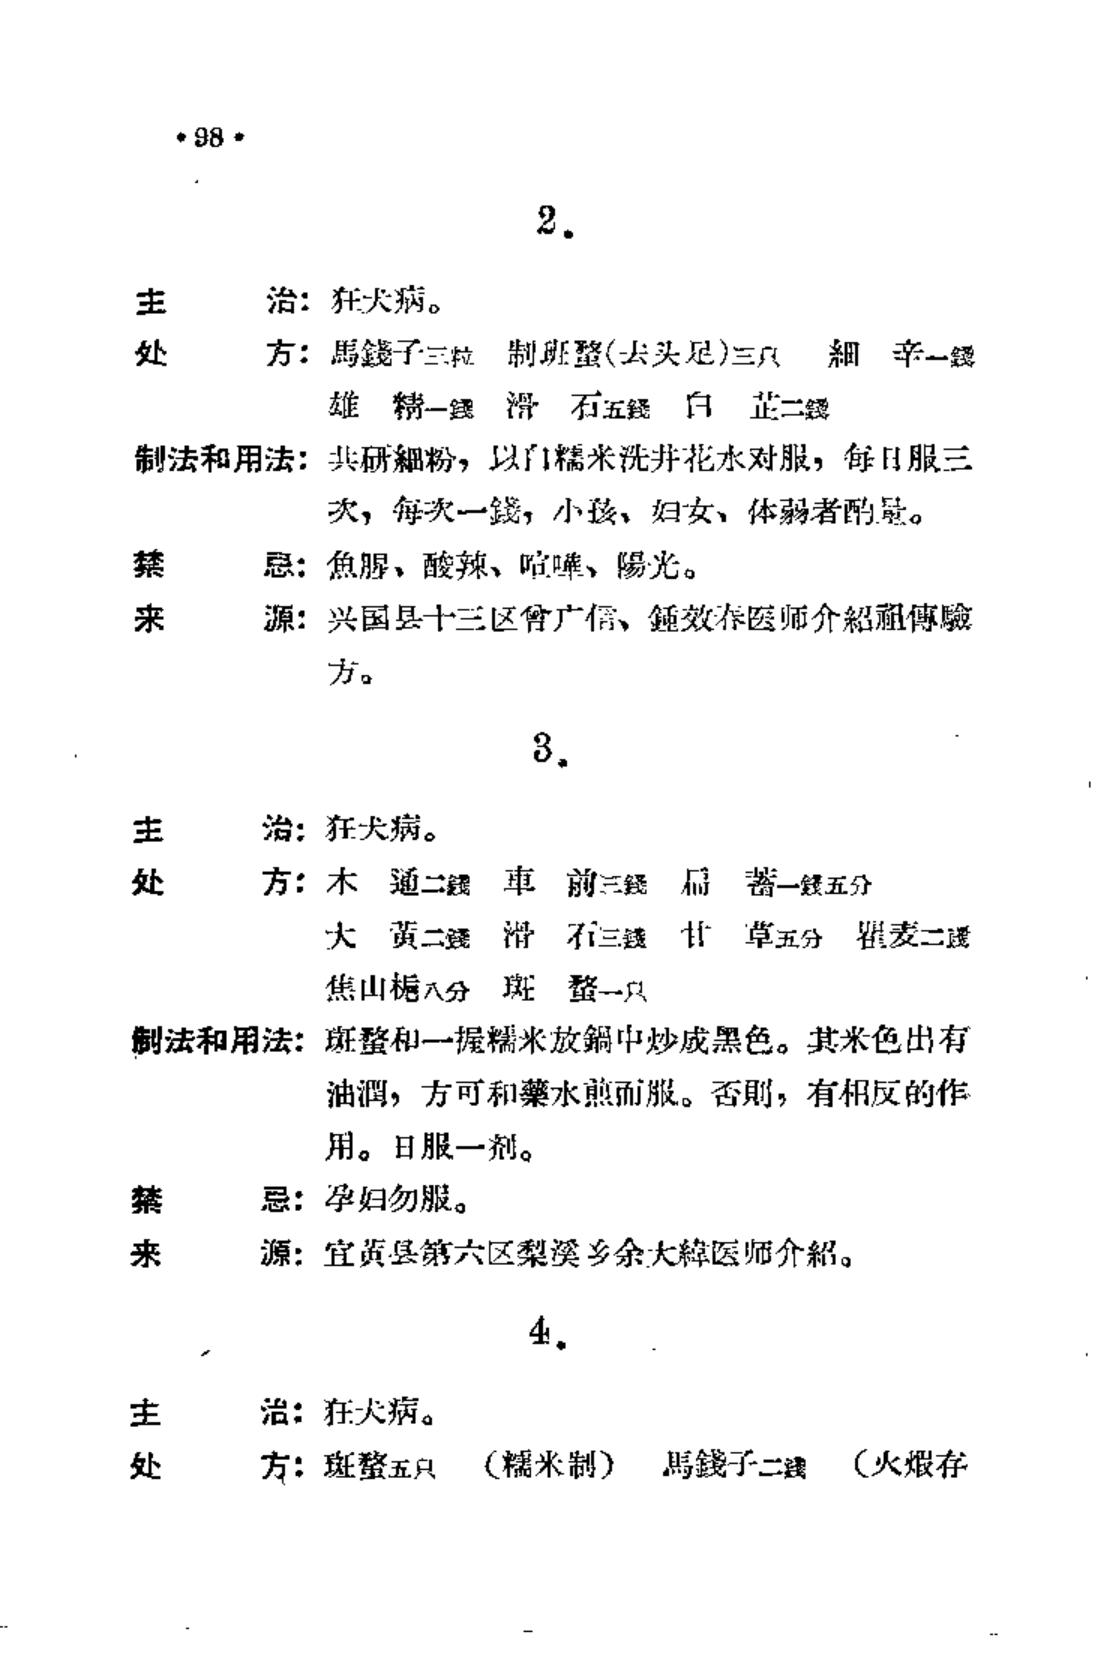 •98•
2.
主 治：狂犬病。
处 方：馬錢子三粒 制斑蝥(去头足)三只 細 辛一錢
雄 精一錢 滑 石五錢 白 芷二錢
制法和用法：共研細粉，以白糯米洗井花水对服，每日服三
次，每次一錢，小孩、妇女、体弱者酌量。
禁 忌：魚腥、酸辣、喧嘩、陽光。
来 源：兴国县十三区曾广信、鍾效春医师介紹祖傳驗
方。
3.
主 治：狂犬病。
处 方：木 通二錢 車 前三錢 扁 蓄一錢五分
大 黃二錢 滑 石三錢 甘 草五分 瞿麦二錢
焦山梔八分 斑 蝥一只
制法和用法：斑蝥和一握糯米放鍋中炒成黑色。其米色出有
油潤，方可和藥水煎而服。否則，有相反的作
用。日服一剂。
禁 忌：孕妇勿服。
来 源：宜黃县第六区梨溪乡余大緯医师介紹。
4.
主 治：狂犬病。
处 方：斑蝥五只 （糯米制） 馬錢子二錢 （火煆存